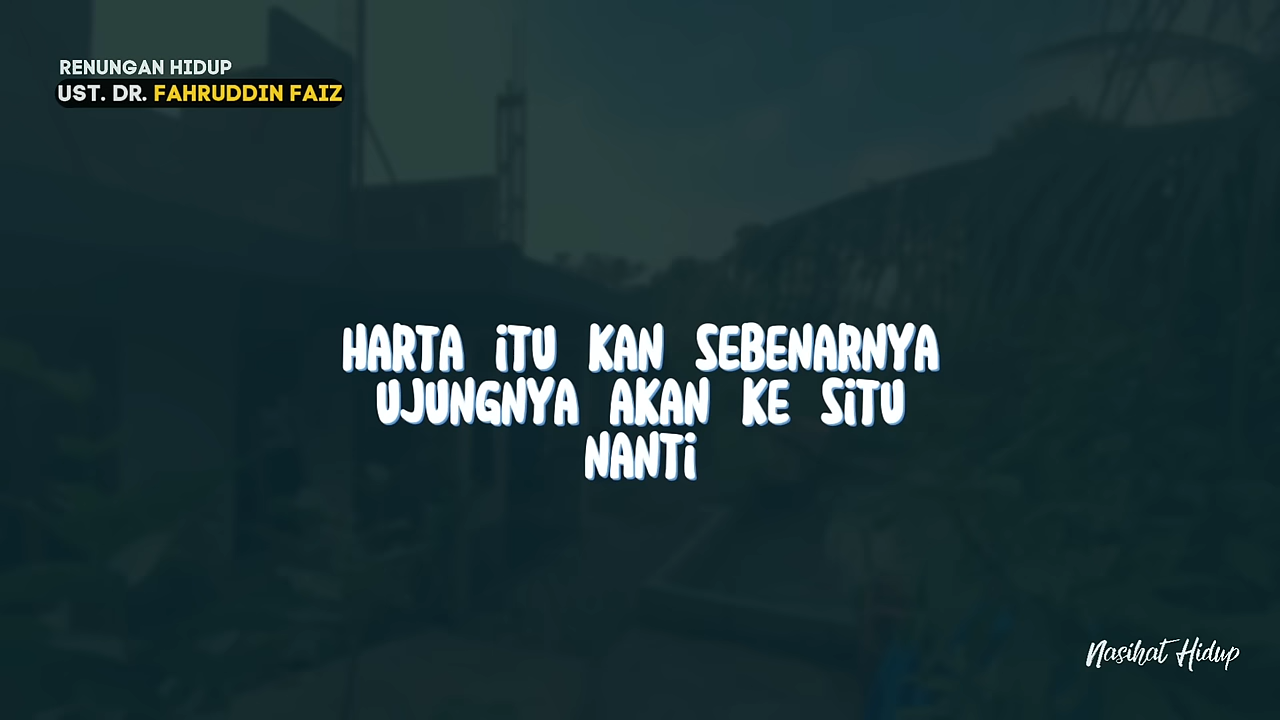 RENUNGAN HIDUP
UST. DR. FAHRUDDIN FAIZ
HARTA iTU KAN SEBENARNYA
UJUNGNYA AKAN KE SiTU
NANTi
Nasihat Hidup